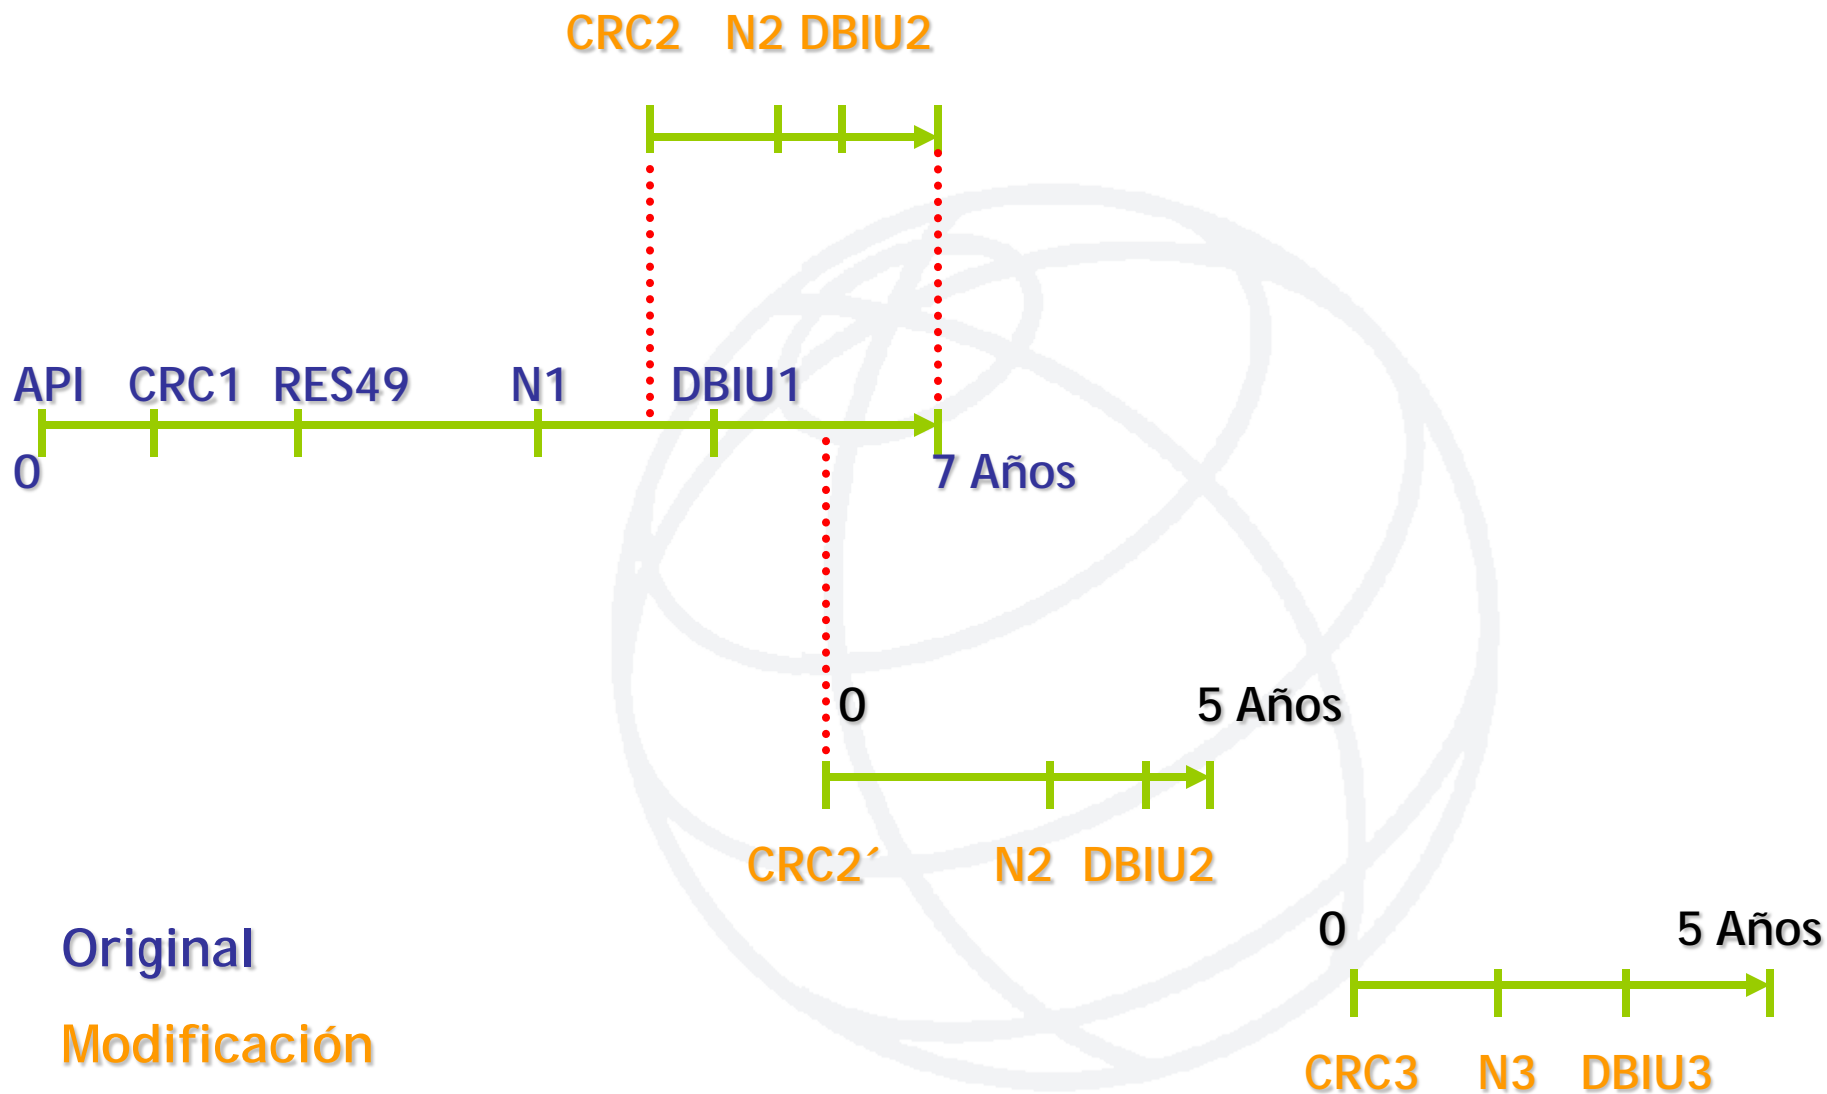 CRC2 N2 DBIU2
API CRC1 RES49 N1 DBIU1
0 7 Años
0 5 Años
CRC2´ N2 DBIU2
Original
0 5 Años
Modificación
CRC3 N3 DBIU3